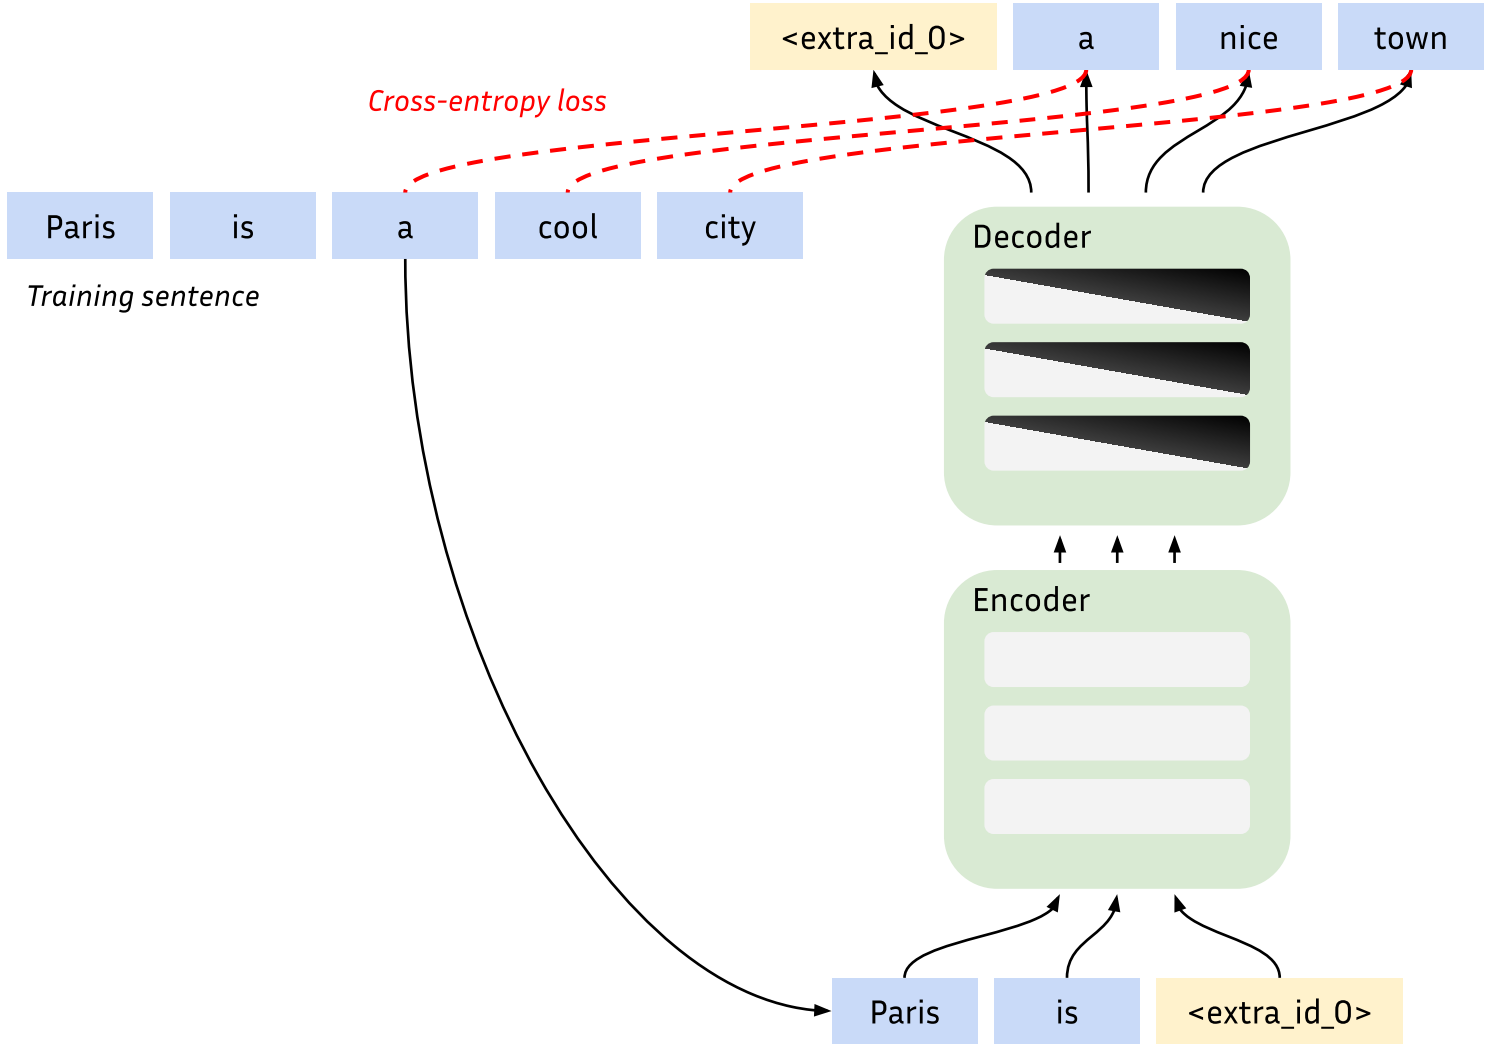 <extra_id_0> a nice town
Cross-entropy loss
Paris is a cool city
Training sentence
Decoder
Encoder
Paris is <extra_id_0>